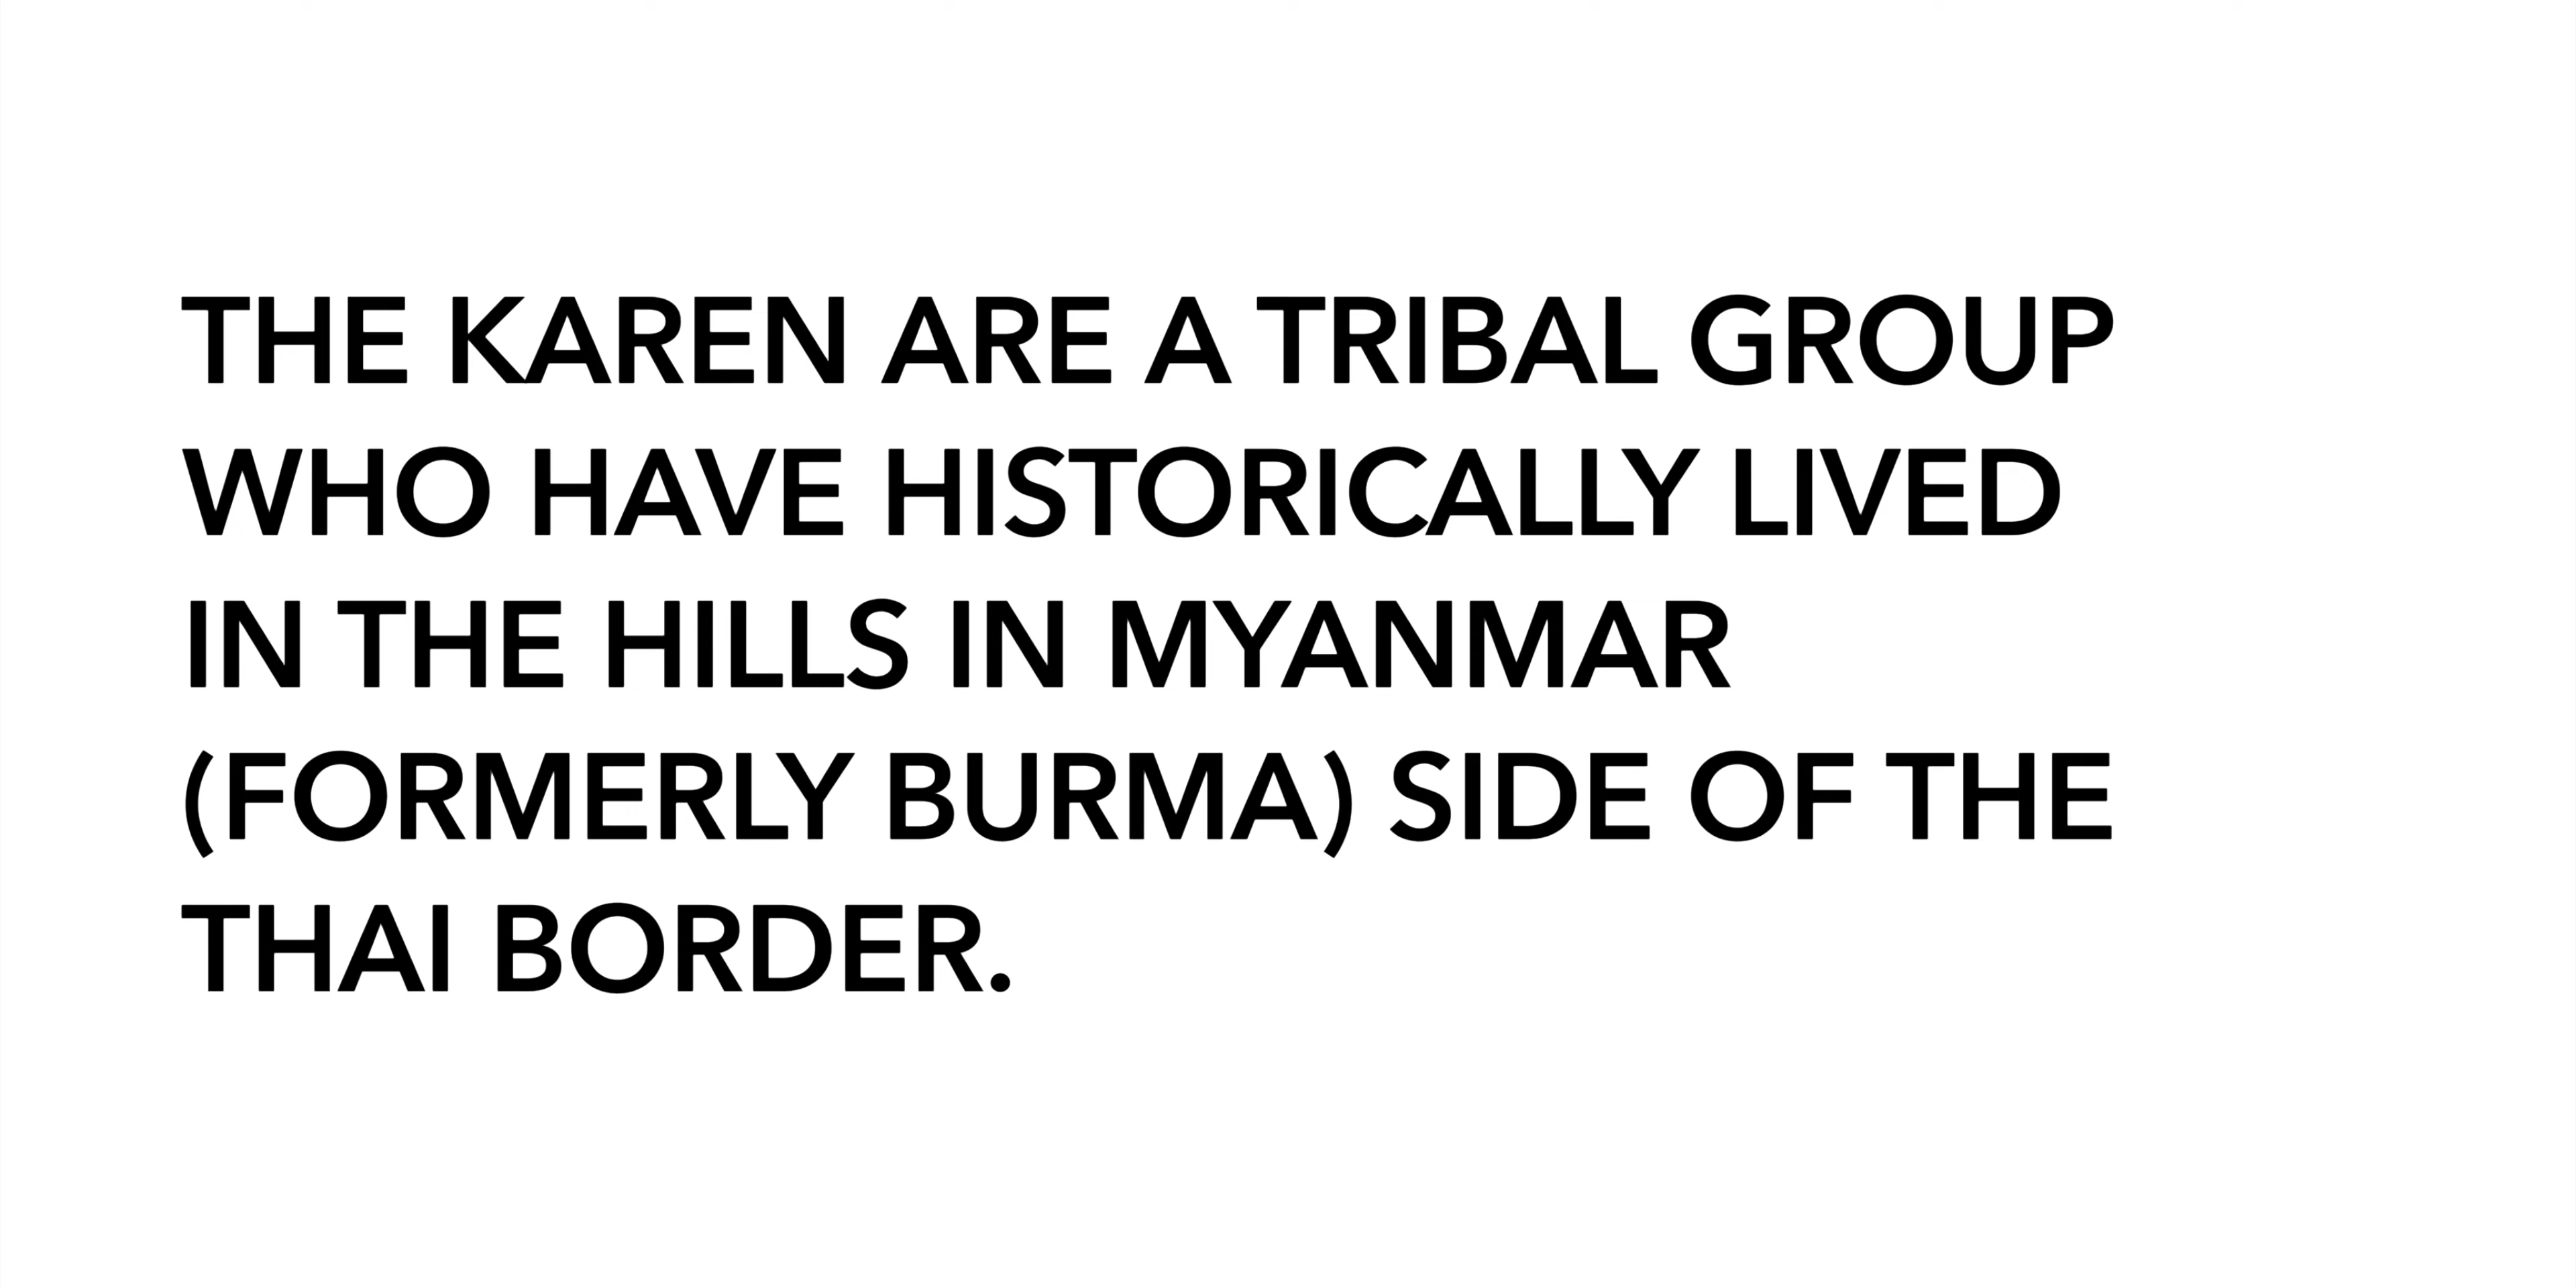 THE KAREN ARE A TRIBAL GROUP
WHO HAVE HISTORICALLY LIVED
IN THE HILLS IN MYANMAR
(FORMERLY BURMA) SIDE OF THE
THAI BORDER.